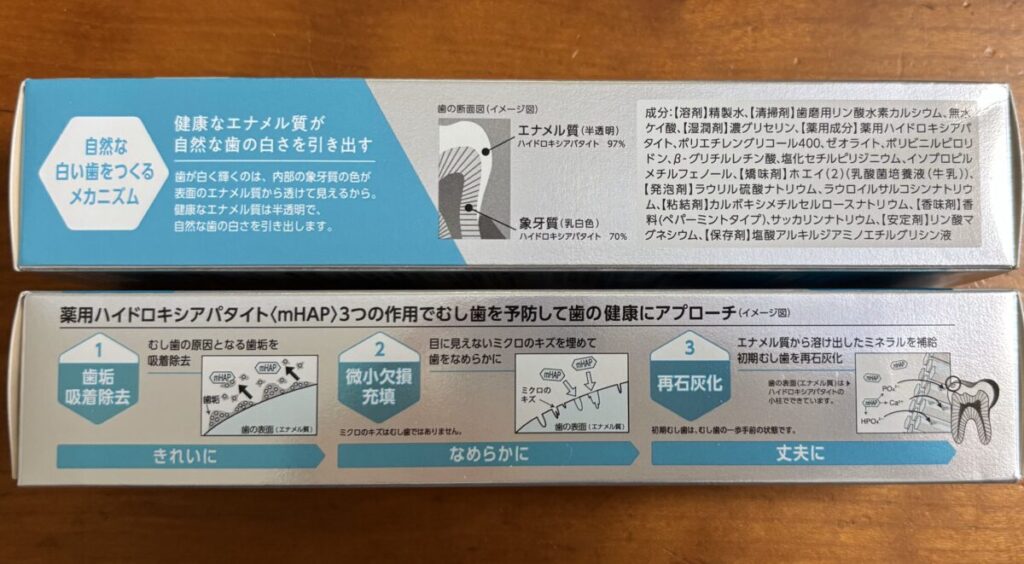 自然な
白い歯をつくる
メカニズム
健康なエナメル質が
自然な歯の白さを引き出す
歯が白く輝くのは、内部の象牙質の色が
表面のエナメル質から透けて見えるから。
健康なエナメル質は半透明で、
自然な歯の白さを引き出します。
歯の断面図(イメージ図)
エナメル質(半透明)
ハイドロキシアパタイト 97%
象牙質(乳白色)
ハイドロキシアパタイト 70%
成分:【溶剤】精製水、【清掃剤】歯磨用リン酸水素カルシウム、無水
ケイ酸、【湿潤剤】濃グリセリン、【薬用成分】薬用ハイドロキシアパ
タイト、ポリエチレングリコール400、ゼオライト、ポリビニルピロリ
ドン、β-グリチルレチン酸、塩化セチルピリジニウム、イソプロピル
メチルフェノール、【矯味剤】ホエイ(2)(乳酸菌培養液(牛乳))、
【発泡剤】ラウリル硫酸ナトリウム、ラウロイルサルコシンナトリウ
ム、【粘結剤】カルボキシメチルセルロースナトリウム、【香味剤】香
料(ペパーミントタイプ)、サッカリンナトリウム、【安定剤】リン酸マ
グネシウム、【保存剤】塩酸アルキルジアミノエチルグリシン液
薬用ハイドロキシアパタイト〈mHAP〉3つの作用でむし歯を予防して歯の健康にアプローチ(イメージ図)
1
歯垢
吸着除去
むし歯の原因となる歯垢を
吸着除去
mHAP
mHAP
歯垢
歯の表面(エナメル質)
きれいに
2
微小欠損
充填
目に見えないミクロのキズを埋めて
歯をなめらかに
ミクロの
キズ
mHAP
mHAP
歯の表面(エナメル質)
ミクロのキズはむし歯ではありません。
なめらかに
3
再石灰化
エナメル質から溶け出したミネラルを補給
初期むし歯を再石灰化
歯の表面(エナメル質)は
ハイドロキシアパタイトの
小柱でできています。
mHAP
mHAP
PO₄³⁻
mHAP
Ca²⁺
HPO₄²⁻
初期むし歯は、むし歯の一歩手前の状態です。
丈夫に